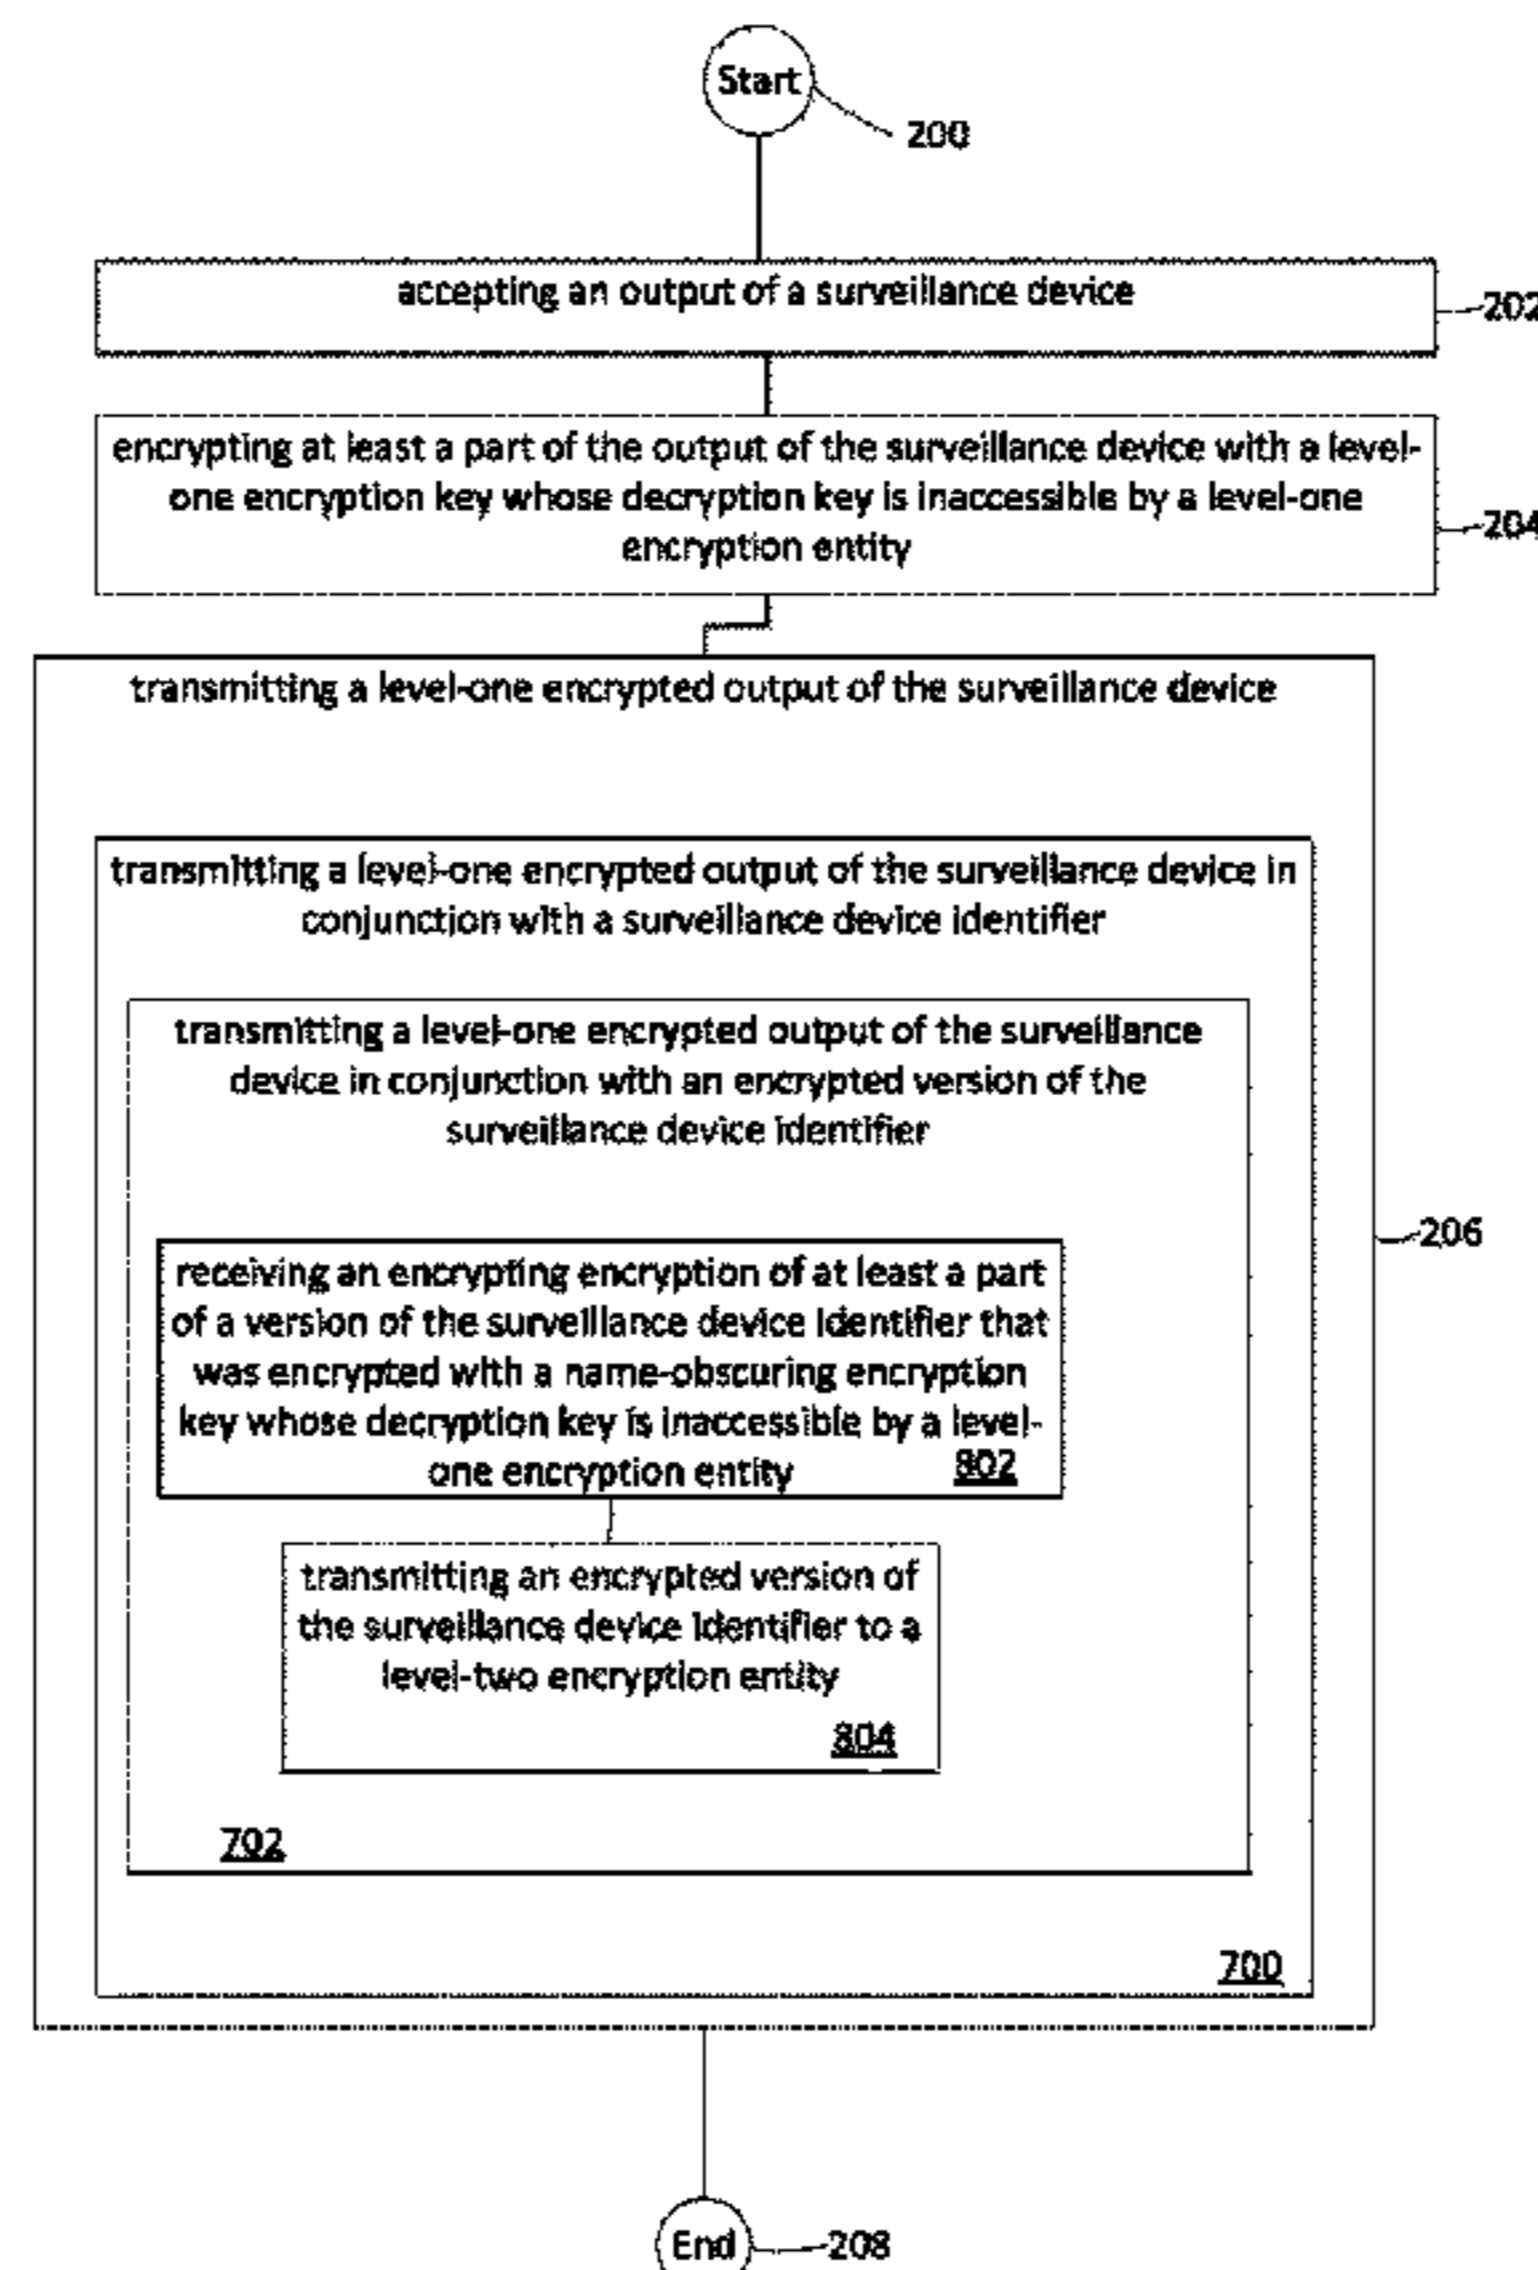 Start
200
accepting an output of a surveillance device
202
encrypting at least a part of the output of the surveillance device with a level-
one encryption key whose decryption key is inaccessible by a level-one
encryption entity
204
transmitting a level-one encrypted output of the surveillance device
transmitting a level-one encrypted output of the surveillance device in
conjunction with a surveillance device identifier
transmitting a level-one encrypted output of the surveillance
device in conjunction with an encrypted version of the
surveillance device identifier
206
receiving an encrypting encryption of at least a part
of a version of the surveillance device identifier that
was encrypted with a name-obscuring encryption
key whose decryption key is inaccessible by a level-
one encryption entity
802
transmitting an encrypted version of
the surveillance device identifier to a
level-two encryption entity
804
702
700
End
208